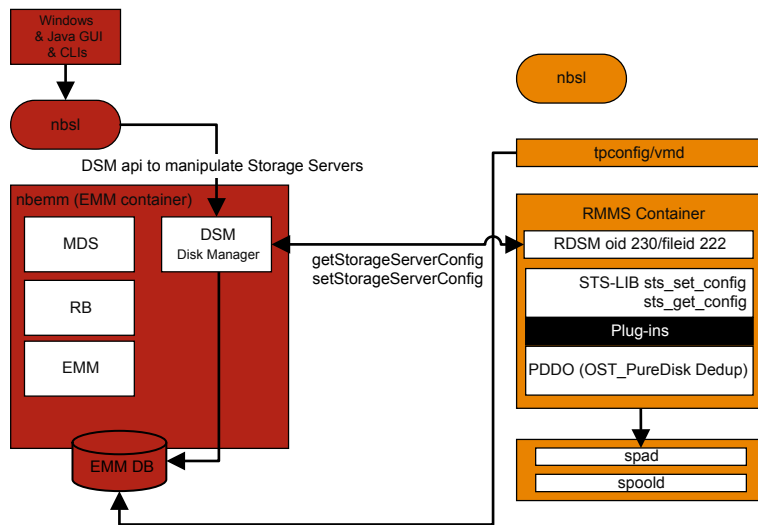 Windows
& Java GUI
& CLIs
nbsl
DSM api to manipulate Storage Servers
nbemm (EMM container)
MDS
RB
EMM
DSM
Disk Manager
EMM DB
getStorageServerConfig
setStorageServerConfig
nbsl
tpconfig/vmd
RMMS Container
RDSM oid 230/fileid 222
STS-LIB sts_set_config
sts_get_config
Plug-ins
PDDO (OST_PureDisk Dedup)
spad
spoold